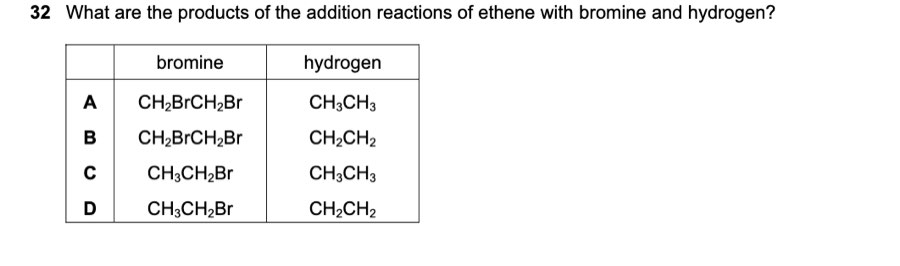 32 What are the products of the addition reactions of ethene with bromine and hydrogen?
bromine hydrogen
A CH₂BrCH₂Br CH₃CH₃
B CH₂BrCH₂Br CH₂CH₂
C CH₃CH₂Br CH₃CH₃
D CH₃CH₂Br CH₂CH₂